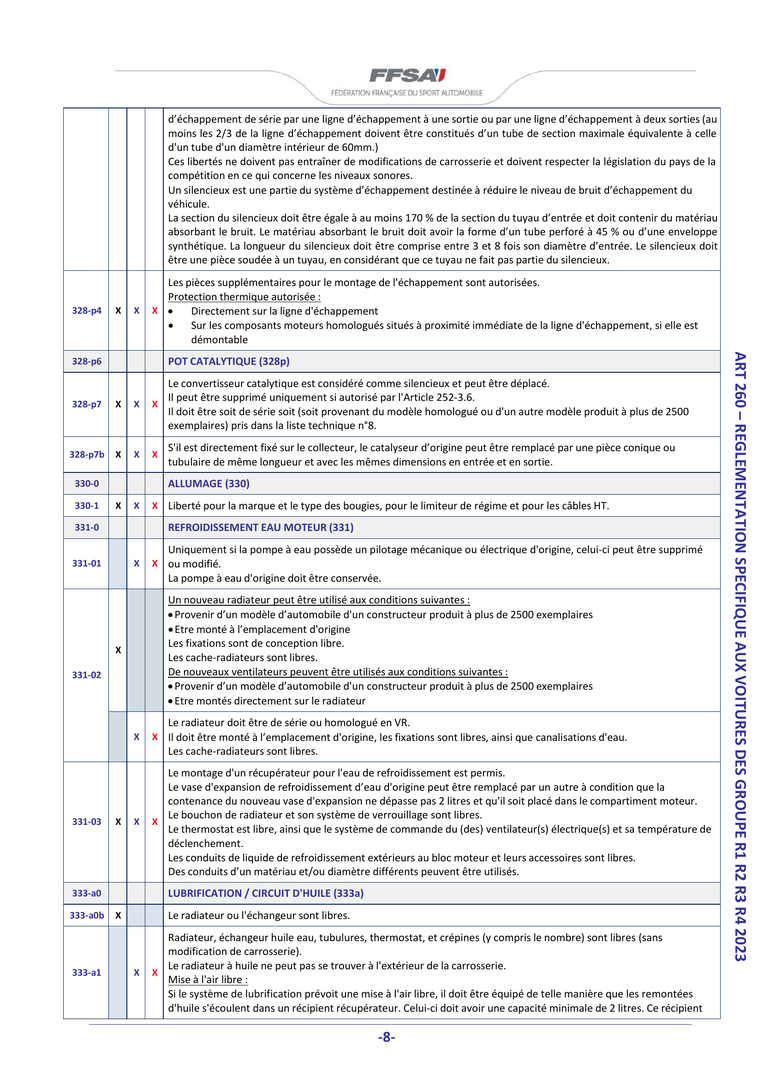 FFSA
FÉDÉRATION FRANÇAISE DU SPORT AUTOMOBILE
d’échappement de série par une ligne d’échappement à une sortie ou par une ligne d’échappement à deux sorties (au
moins les 2/3 de la ligne d’échappement doivent être constitués d’un tube de section maximale équivalente à celle
d'un tube d'un diamètre intérieur de 60mm.)
Ces libertés ne doivent pas entraîner de modifications de carrosserie et doivent respecter la législation du pays de la
compétition en ce qui concerne les niveaux sonores.
Un silencieux est une partie du système d’échappement destinée à réduire le niveau de bruit d’échappement du
véhicule.
La section du silencieux doit être égale à au moins 170 % de la section du tuyau d’entrée et doit contenir du matériau
absorbant le bruit. Le matériau absorbant le bruit doit avoir la forme d’un tube perforé à 45 % ou d’une enveloppe
synthétique. La longueur du silencieux doit être comprise entre 3 et 8 fois son diamètre d’entrée. Le silencieux doit
être une pièce soudée à un tuyau, en considérant que ce tuyau ne fait pas partie du silencieux.
328-p4 X X X
Les pièces supplémentaires pour le montage de l'échappement sont autorisées.
Protection thermique autorisée :
• Directement sur la ligne d'échappement
• Sur les composants moteurs homologués situés à proximité immédiate de la ligne d'échappement, si elle est
démontable
328-p6 POT CATALYTIQUE (328p)
328-p7 X X X
Le convertisseur catalytique est considéré comme silencieux et peut être déplacé.
Il peut être supprimé uniquement si autorisé par l'Article 252-3.6.
Il doit être soit de série soit (soit provenant du modèle homologué ou d'un autre modèle produit à plus de 2500
exemplaires) pris dans la liste technique n°8.
328-p7b X X X
S'il est directement fixé sur le collecteur, le catalyseur d’origine peut être remplacé par une pièce conique ou
tubulaire de même longueur et avec les mêmes dimensions en entrée et en sortie.
330-0 ALLUMAGE (330)
330-1 X X X Liberté pour la marque et le type des bougies, pour le limiteur de régime et pour les câbles HT.
331-0 REFROIDISSEMENT EAU MOTEUR (331)
331-01 X X
Uniquement si la pompe à eau possède un pilotage mécanique ou électrique d'origine, celui-ci peut être supprimé
ou modifié.
La pompe à eau d'origine doit être conservée.
331-02 X
Un nouveau radiateur peut être utilisé aux conditions suivantes :
• Provenir d’un modèle d’automobile d'un constructeur produit à plus de 2500 exemplaires
• Etre monté à l’emplacement d'origine
Les fixations sont de conception libre.
Les cache-radiateurs sont libres.
De nouveaux ventilateurs peuvent être utilisés aux conditions suivantes :
• Provenir d’un modèle d’automobile d'un constructeur produit à plus de 2500 exemplaires
• Etre montés directement sur le radiateur
X X
Le radiateur doit être de série ou homologué en VR.
Il doit être monté à l’emplacement d'origine, les fixations sont libres, ainsi que canalisations d'eau.
Les cache-radiateurs sont libres.
331-03 X X X
Le montage d'un récupérateur pour l'eau de refroidissement est permis.
Le vase d'expansion de refroidissement d’eau d'origine peut être remplacé par un autre à condition que la
contenance du nouveau vase d'expansion ne dépasse pas 2 litres et qu'il soit placé dans le compartiment moteur.
Le bouchon de radiateur et son système de verrouillage sont libres.
Le thermostat est libre, ainsi que le système de commande du (des) ventilateur(s) électrique(s) et sa température de
déclenchement.
Les conduits de liquide de refroidissement extérieurs au bloc moteur et leurs accessoires sont libres.
Des conduits d’un matériau et/ou diamètre différents peuvent être utilisés.
333-a0 LUBRIFICATION / CIRCUIT D'HUILE (333a)
333-a0b X Le radiateur ou l'échangeur sont libres.
333-a1 X X
Radiateur, échangeur huile eau, tubulures, thermostat, et crépines (y compris le nombre) sont libres (sans
modification de carrosserie).
Le radiateur à huile ne peut pas se trouver à l'extérieur de la carrosserie.
Mise à l'air libre :
Si le système de lubrification prévoit une mise à l'air libre, il doit être équipé de telle manière que les remontées
d'huile s'écoulent dans un récipient récupérateur. Celui-ci doit avoir une capacité minimale de 2 litres. Ce récipient
ART 260 – REGLEMENTATION SPECIFIQUE AUX VOITURES DES GROUPE R1 R2 R3 R4 2023
-8-